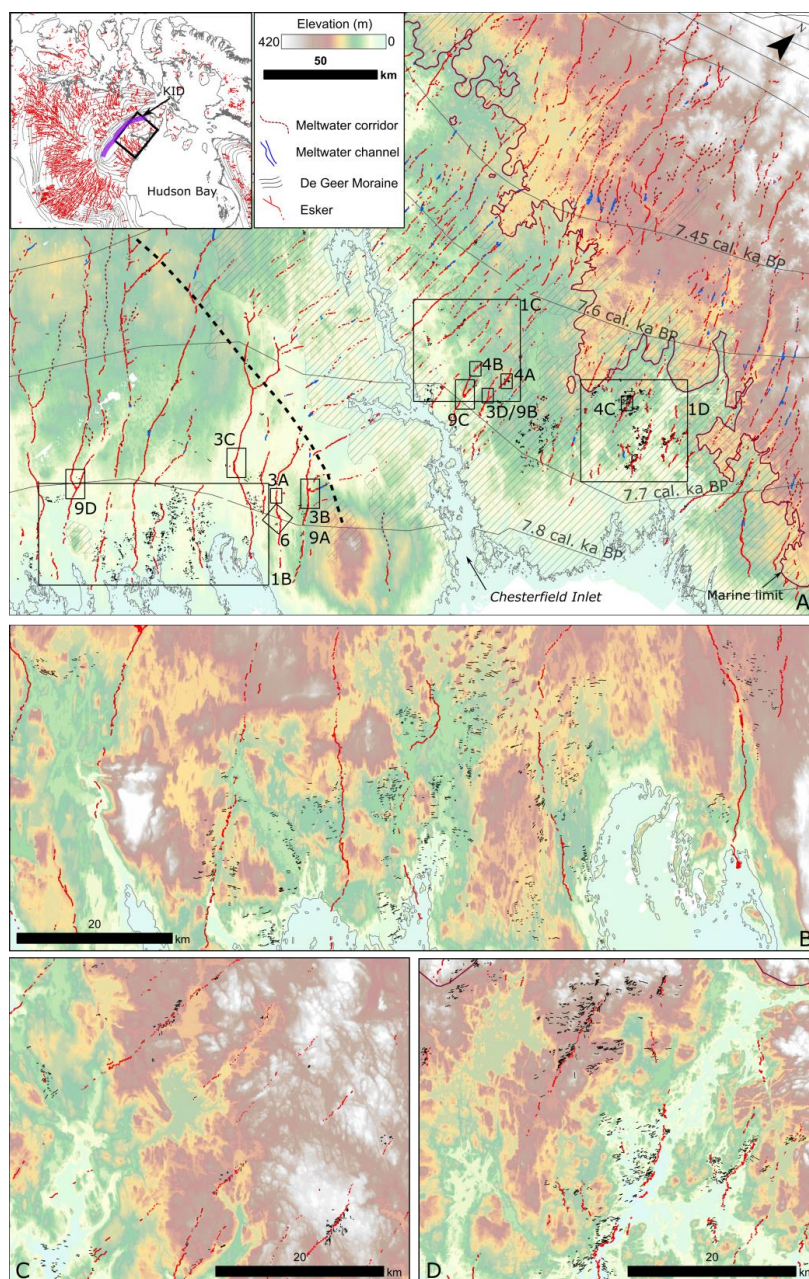 KID
Hudson Bay
Elevation (m)
420
0
50
km
Meltwater corridor
Meltwater channel
De Geer Moraine
Esker
N
7.45 cal. ka BP
7.6 cal. ka BP
1C
4B
4A
3D/9B
9C
4C
1D
7.7 cal. ka BP
7.8 cal. ka BP
3C
3A
9D
3B
9A
6
1B
Chesterfield Inlet
Marine limit
A
20
km
B
20
km
C
20
km
D